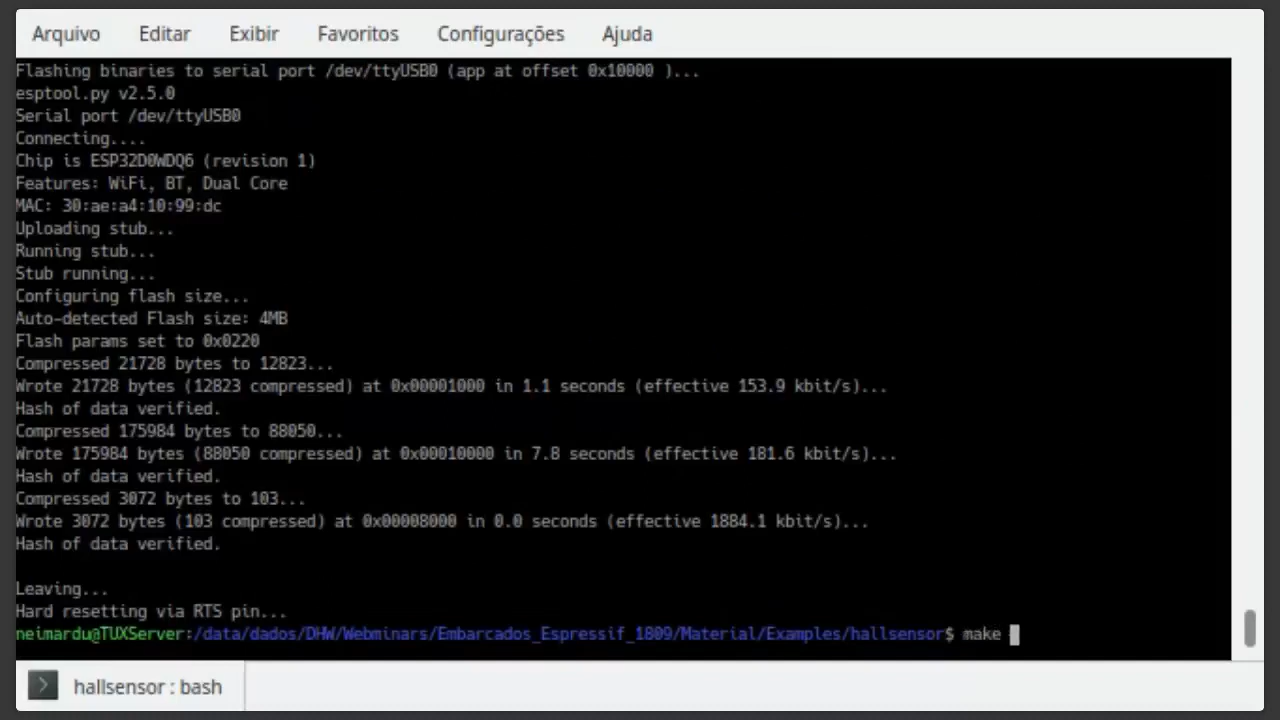 Arquivo Editar Exibir Favoritos Configurações Ajuda
Flashing binaries to serial port /dev/ttyUSB0 (app at offset 0x10000 )...
esptool.py v2.5.0
Serial port /dev/ttyUSB0
Connecting....
Chip is ESP32D0WDQ6 (revision 1)
Features: WiFi, BT, Dual Core
MAC: 30:ae:a4:10:99:dc
Uploading stub...
Running stub...
Stub running...
Configuring flash size...
Auto-detected Flash size: 4MB
Flash params set to 0x0220
Compressed 21728 bytes to 12823...
Wrote 21728 bytes (12823 compressed) at 0x00001000 in 1.1 seconds (effective 153.9 kbit/s)...
Hash of data verified.
Compressed 175984 bytes to 88050...
Wrote 175984 bytes (88050 compressed) at 0x00010000 in 7.8 seconds (effective 181.6 kbit/s)...
Hash of data verified.
Compressed 3072 bytes to 103...
Wrote 3072 bytes (103 compressed) at 0x00008000 in 0.0 seconds (effective 1884.1 kbit/s)...
Hash of data verified.
Leaving...
Hard resetting via RTS pin...
neimardu@TUXServer:/data/dados/DHW/Webminars/Embarcados_Espressif_1809/Material/Examples/hallsensor$ make
hallsensor : bash